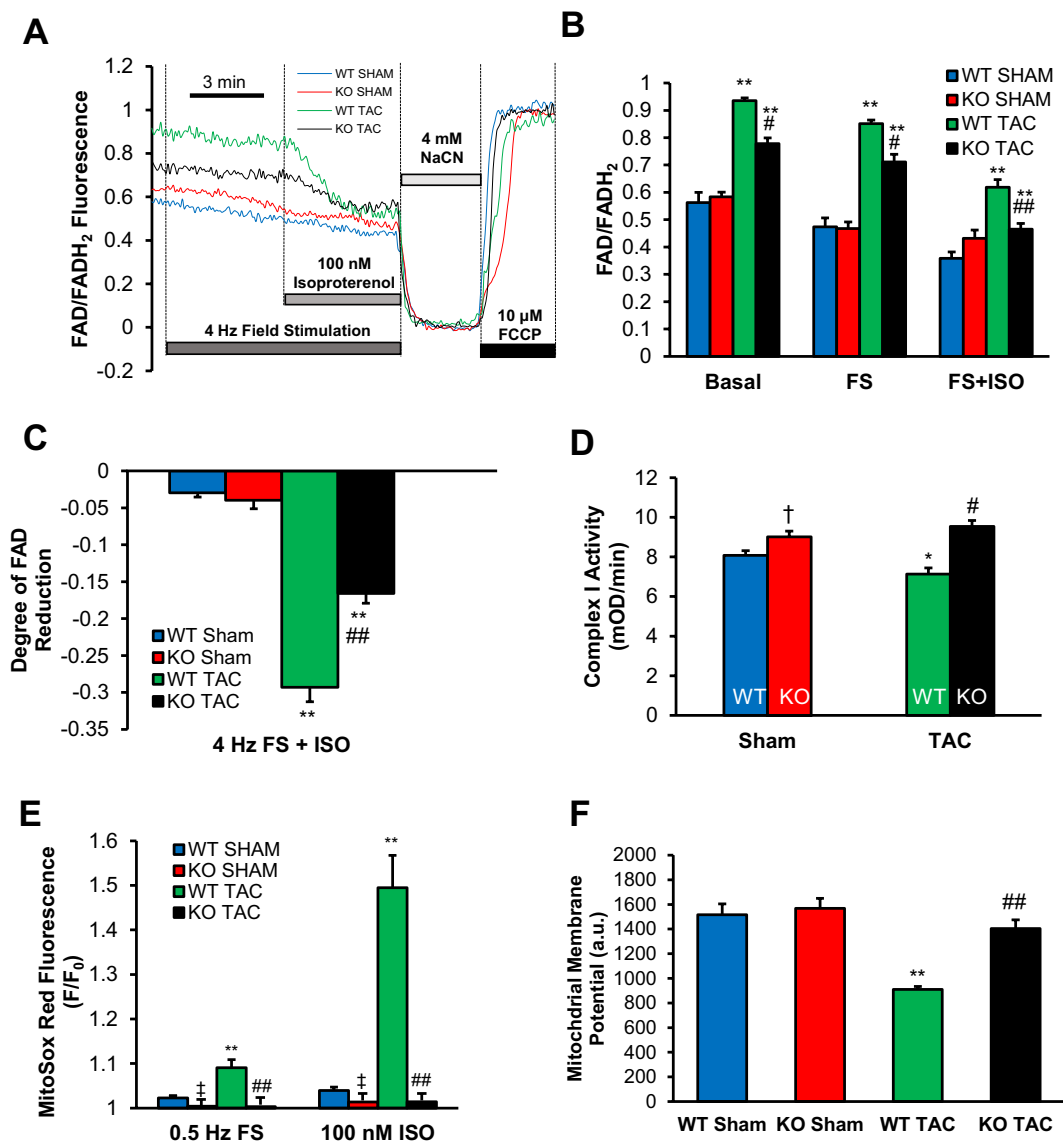 A
FAD/FADH2 Fluorescence
1.2
1
0.8
0.6
0.4
0.2
0
-0.2
3 min
WT SHAM
KO SHAM
WT TAC
KO TAC
4 mM
NaCN
100 nM
Isoproterenol
4 Hz Field Stimulation
10 µM
FCCP
B
FAD/FADH2
1
0.9
0.8
0.7
0.6
0.5
0.4
0.3
0.2
0.1
0
WT SHAM
KO SHAM
WT TAC
KO TAC
**
**
#
**
**
#
**
**
##
Basal
FS
FS+ISO
C
Degree of FAD
Reduction
0
-0.05
-0.1
-0.15
-0.2
-0.25
-0.3
-0.35
WT Sham
KO Sham
WT TAC
KO TAC
**
**
##
4 Hz FS + ISO
D
Complex I Activity
(mOD/min)
12
10
8
6
4
2
0
†
*
#
WT
KO
WT
KO
Sham
TAC
E
MitoSox Red Fluorescence
(F/F0)
1.6
1.5
1.4
1.3
1.2
1.1
1
WT SHAM
KO SHAM
WT TAC
KO TAC
‡
**
##
‡
**
##
0.5 Hz FS
100 nM ISO
F
Mitochdrial Membrane
Potential (a.u.)
2000
1800
1600
1400
1200
1000
800
600
400
200
0
**
##
WT Sham
KO Sham
WT TAC
KO TAC